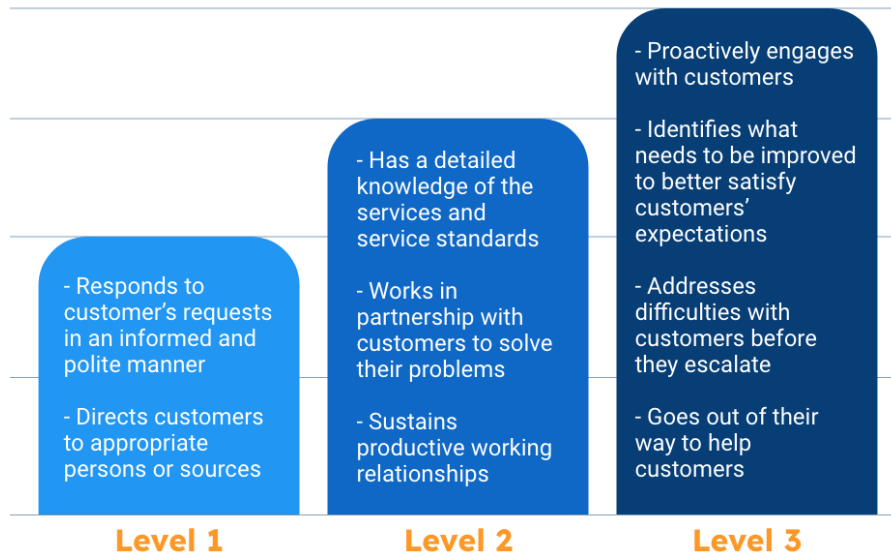 - Responds to
customer's requests
in an informed and
polite manner
- Directs customers
to appropriate
persons or sources
Level 1
- Has a detailed
knowledge of the
services and
service standards
- Works in
partnership with
customers to solve
their problems
- Sustains
productive working
relationships
Level 2
- Proactively engages
with customers
- Identifies what
needs to be improved
to better satisfy
customers'
expectations
- Addresses
difficulties with
customers before
they escalate
- Goes out of their
way to help
customers
Level 3